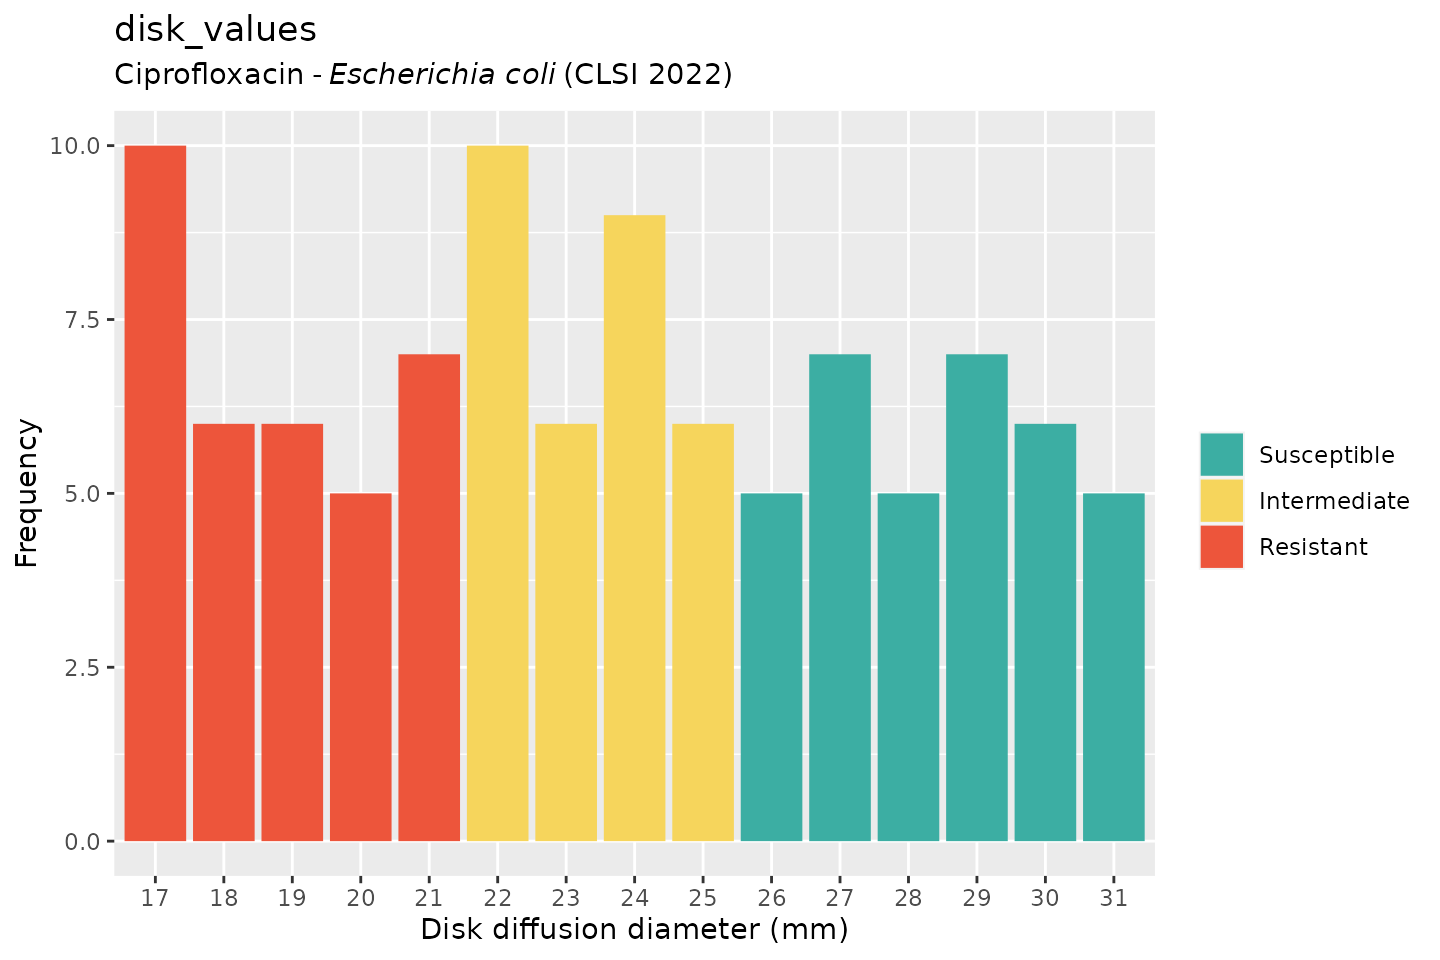 disk_values
Ciprofloxacin - Escherichia coli (CLSI 2022)
Frequency
10.0
7.5
5.0
2.5
0.0
17 18 19 20 21 22 23 24 25 26 27 28 29 30 31
Disk diffusion diameter (mm)
Susceptible
Intermediate
Resistant